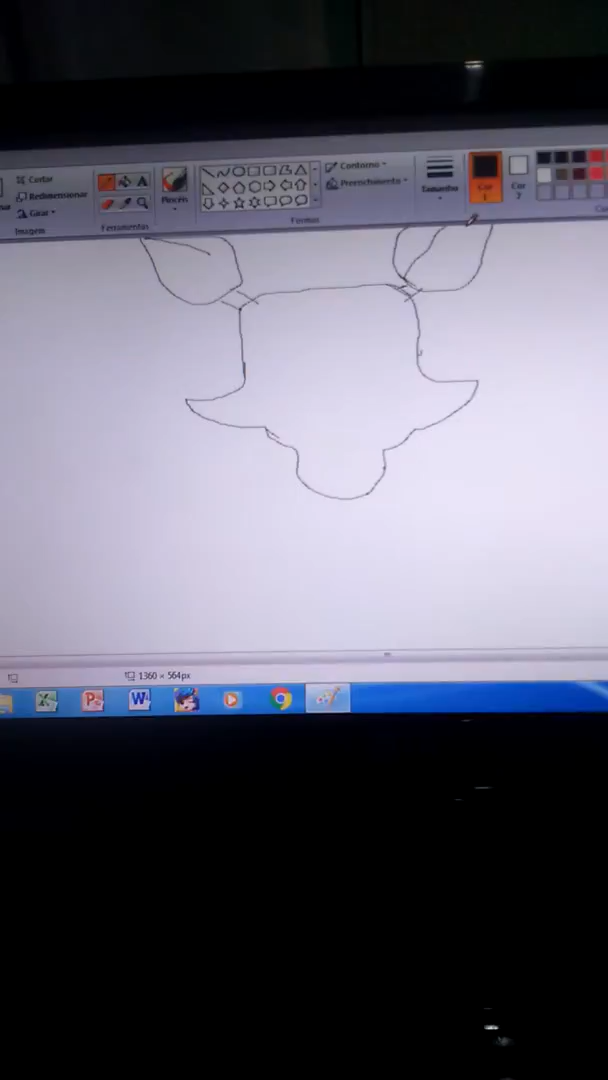 Cortar
Redimensionar
Girar
Imagem
A
Ferramentas
Pincéis
Formas
Contorno
Preenchimento
Tamanho
Cor
1
Cor
2
1360 × 564px